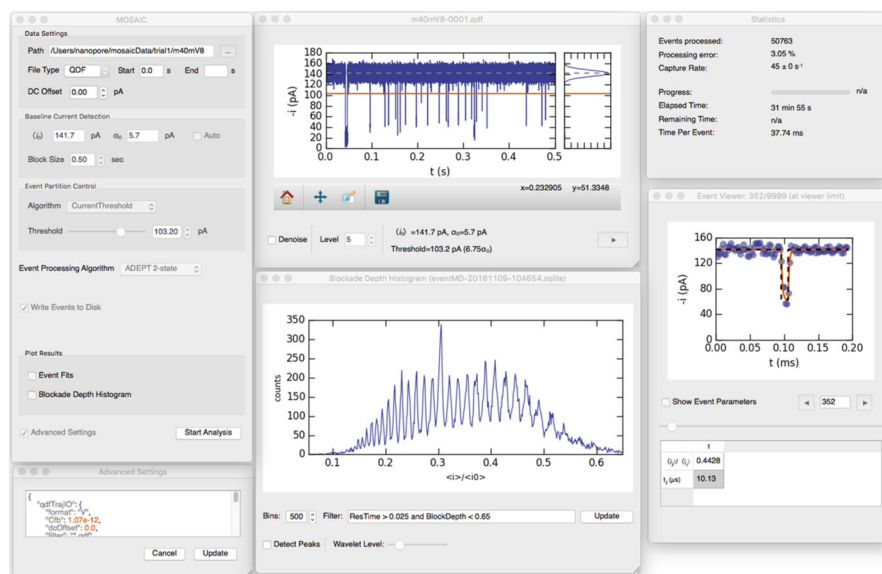 MOSAIC
Data Settings
Path /Users/nanopore/mosaicData/trial1/m40mV8 ...
File Type QDF Start 0.0 s End s
DC Offset 0.00 pA
Baseline Current Detection
⟨i₀⟩ 141.7 pA σi0 5.7 pA Auto
Block Size 0.50 sec
Event Partition Control
Algorithm CurrentThreshold
Threshold 103.20 pA
Event Processing Algorithm ADEPT 2-state
Write Events to Disk
Plot Results
Event Fits
Blockade Depth Histogram
Advanced Settings Start Analysis
Advanced Settings
{
"qdfTrajIO": {
"format": "V",
"Cfb": 1.07e-12,
"dcOffset": 0.0,
"filter": "*.qdf"
Cancel Update
m40mV8-0001.qdf
-i (pA)
160
140
120
100
80
60
40
20
0
0.0 0.1 0.2 0.3 0.4 0.5
t (s)
x=0.232905 y=51.3348
Denoise Level 5
⟨i₀⟩ =141.7 pA, σi0=5.7 pA
Threshold=103.2 pA (6.75σi0)
Blockade Depth Histogram (eventMD-20161109-104654.sqlite)
counts
350
300
250
200
150
100
50
0
0.1 0.2 0.3 0.4 0.5 0.6
<i>/<i0>
Bins: 500 Filter: ResTime > 0.025 and BlockDepth < 0.65 Update
Detect Peaks Wavelet Level:
Statistics
Events processed: 50763
Processing error: 3.05 %
Capture Rate: 45 ± 0 s⁻¹
Progress: n/a
Elapsed Time: 31 min 55 s
Remaining Time: n/a
Time Per Event: 37.74 ms
Event Viewer: 352/9999 (at viewer limit)
-i (pA)
160
120
80
40
0
0.00 0.05 0.10 0.15 0.20
t (ms)
Show Event Parameters 352
1
0.4428
10.13